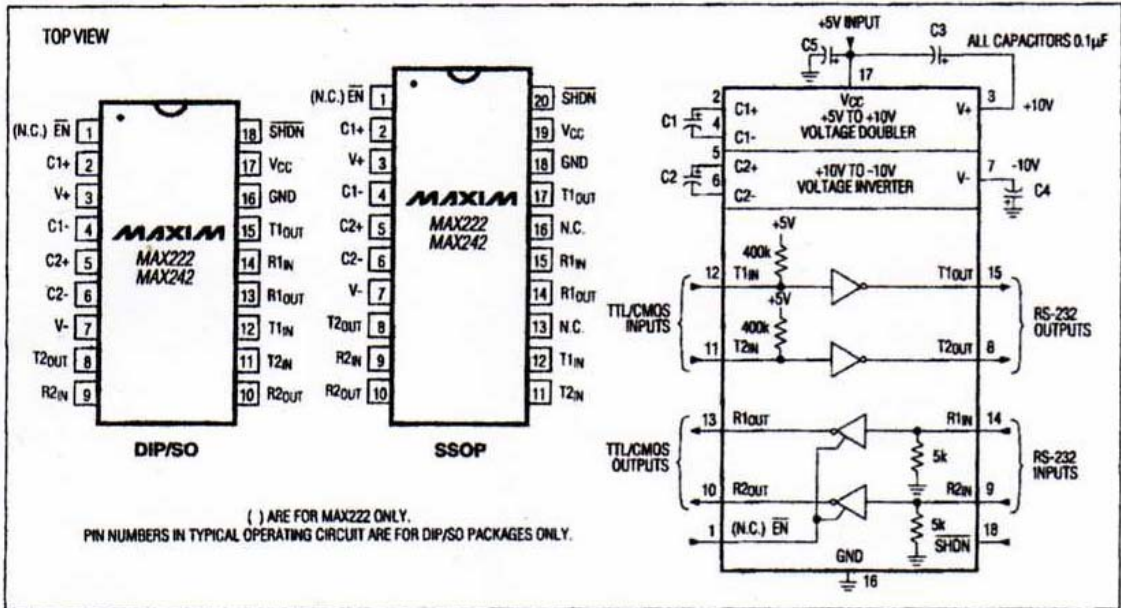 TOP VIEW
(N.C.) EN 1
C1+ 2
V+ 3
C1- 4
C2+ 5
C2- 6
V- 7
T2OUT 8
R2IN 9
18 SHDN
17 VCC
16 GND
15 T1OUT
14 R1IN
13 R1OUT
12 T1IN
11 T2IN
10 R2OUT
MAXIM
MAX222
MAX242
DIP/SO
(N.C.) EN 1
C1+ 2
V+ 3
C1- 4
C2+ 5
C2- 6
V- 7
T2OUT 8
R2IN 9
R2OUT 10
20 SHDN
19 VCC
18 GND
17 T1OUT
16 N.C.
15 R1IN
14 R1OUT
13 N.C.
12 T1IN
11 T2IN
MAXIM
MAX222
MAX242
SSOP
( ) ARE FOR MAX222 ONLY.
PIN NUMBERS IN TYPICAL OPERATING CIRCUIT ARE FOR DIP/SO PACKAGES ONLY.
+5V INPUT
C3
ALL CAPACITORS 0.1µF
C5
17
2 C1+ VCC V+ 3
+5V TO +10V
+10V
C1 4 C1- VOLTAGE DOUBLER
5 C2+ +10V TO -10V 7 -10V
C2 6 C2- VOLTAGE INVERTER V- C4
+5V
400k
12 T1IN T1OUT 15
+5V
TTL/CMOS
INPUTS
RS-232
OUTPUTS
400k
11 T2IN T2OUT 8
13 R1OUT R1IN 14
TTL/CMOS
OUTPUTS
5k
RS-232
INPUTS
10 R2OUT R2IN 9
1 (N.C.) EN 5k 18
SHDN
GND
16